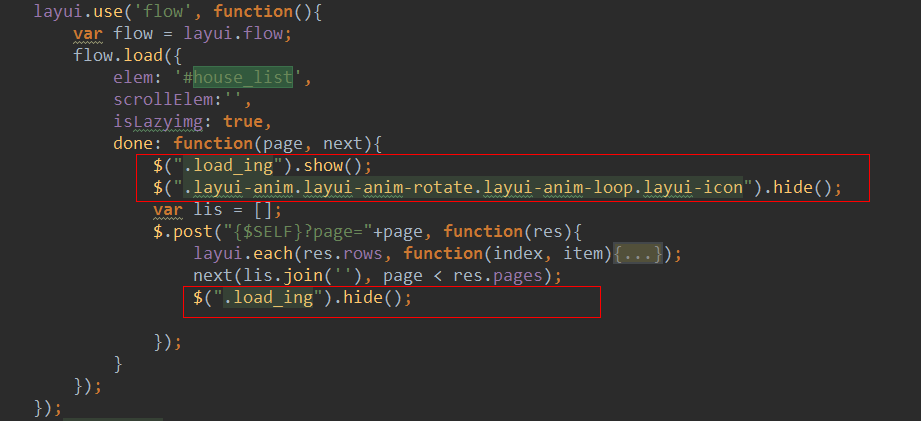 layui.use('flow', function(){
var flow = layui.flow;
flow.load({
elem: '#house_list',
scrollElem:'',
isLazyimg: true,
done: function(page, next){
$(".load_ing").show();
$(".layui-anim.layui-anim-rotate.layui-anim-loop.layui-icon").hide();
var lis = [];
$.post("{$SELF}?page="+page, function(res){
layui.each(res.rows, function(index, item){...});
next(lis.join(''), page < res.pages);
$(".load_ing").hide();
});
}
});
});